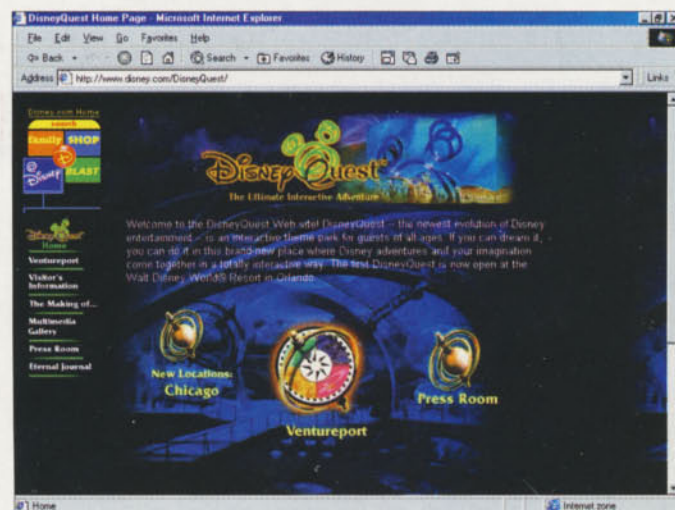 DisneyQuest Home Page - Microsoft Internet Explorer
File Edit View Go Favorites Help
Back Search Favorites History
Address http://www.disney.com/DisneyQuest/ Links
Disney.com Home
search
family SHOP
Disney BLAST
DisneyQuest
The Ultimate Interactive Adventure
DisneyQuest
Home
Ventureport
Visitor's
Information
The Making of...
Multimedia
Gallery
Press Room
Eternal Journal
Welcome to the DisneyQuest Web site! DisneyQuest -- the newest evolution of Disney
entertainment -- is an interactive theme park for guests of all ages. If you can dream it,
you can do it in this brand-new place where Disney adventures and your imagination
come together in a totally interactive way. The first DisneyQuest is now open at the
Walt Disney World® Resort in Orlando.
New Locations:
Chicago
Ventureport
Press Room
Home Internet zone